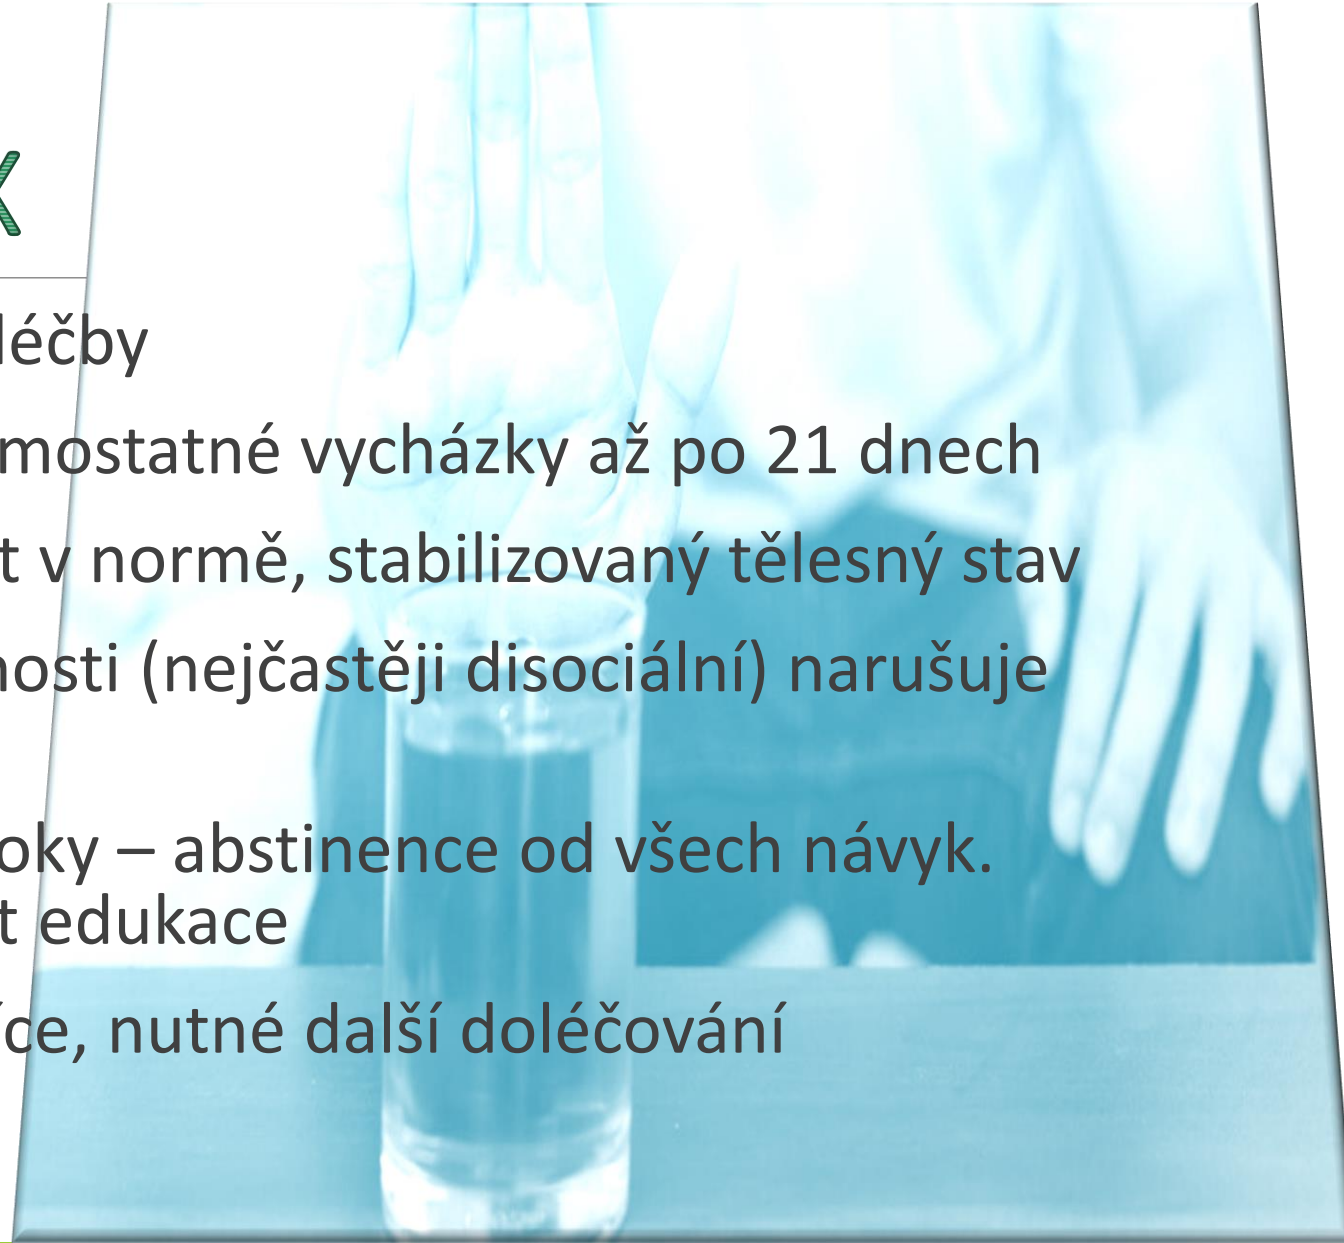 X
léčby
mostatné vycházky až po 21 dnech
t v normě, stabilizovaný tělesný stav
nosti (nejčastěji disociální) narušuje
oky – abstinence od všech návyk.
t edukace
íce, nutné další doléčování